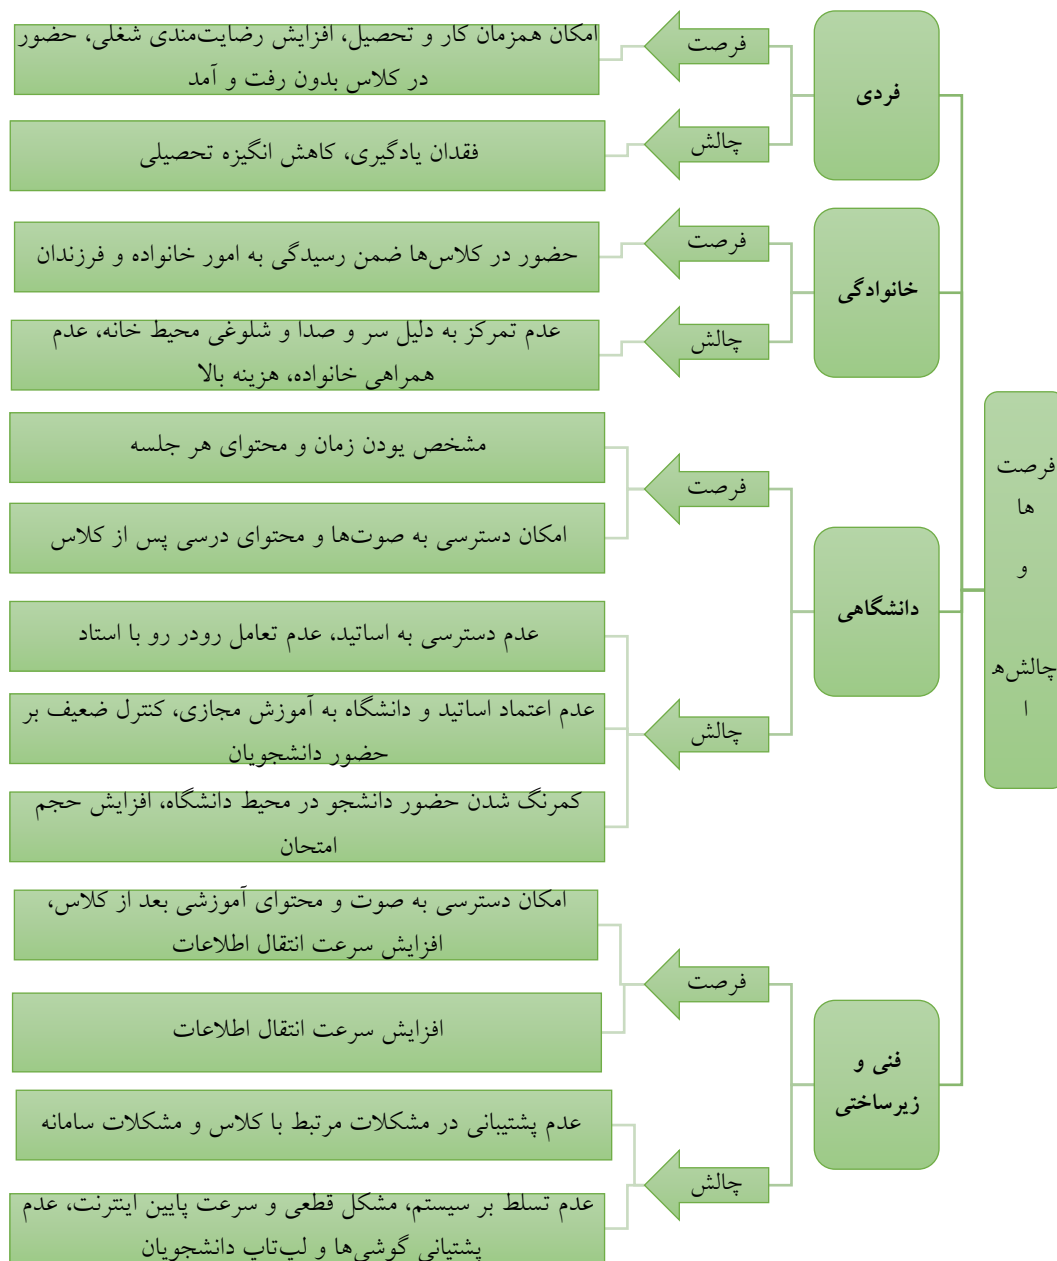 فرصت
ها
و
چالش‌ه
ا
فردی
فرصت
امکان همزمان کار و تحصیل، افزایش رضایت‌مندی شغلی، حضور
در کلاس بدون رفت و آمد
چالش
فقدان یادگیری، کاهش انگیزه تحصیلی
خانوادگی
فرصت
حضور در کلاس‌ها ضمن رسیدگی به امور خانواده و فرزندان
چالش
عدم تمرکز به دلیل سر و صدا و شلوغی محیط خانه، عدم
همراهی خانواده، هزینه بالا
دانشگاهی
فرصت
مشخص یودن زمان و محتوای هر جلسه
امکان دسترسی به صوت‌ها و محتوای درسی پس از کلاس
چالش
عدم دسترسی به اساتید، عدم تعامل رودر رو با استاد
عدم اعتماد اساتید و دانشگاه به آموزش مجازی، کنترل ضعیف بر
حضور دانشجویان
کمرنگ شدن حضور دانشجو در محیط دانشگاه، افزایش حجم
امتحان
فنی و
زیرساختی
فرصت
امکان دسترسی به صوت و محتوای آموزشی بعد از کلاس،
افزایش سرعت انتقال اطلاعات
افزایش سرعت انتقال اطلاعات
چالش
عدم پشتیبانی در مشکلات مرتبط با کلاس و مشکلات سامانه
عدم تسلط بر سیستم، مشکل قطعی و سرعت پایین اینترنت، عدم
پشتیانی گوشی‌ها و لب‌تاپ دانشجویان